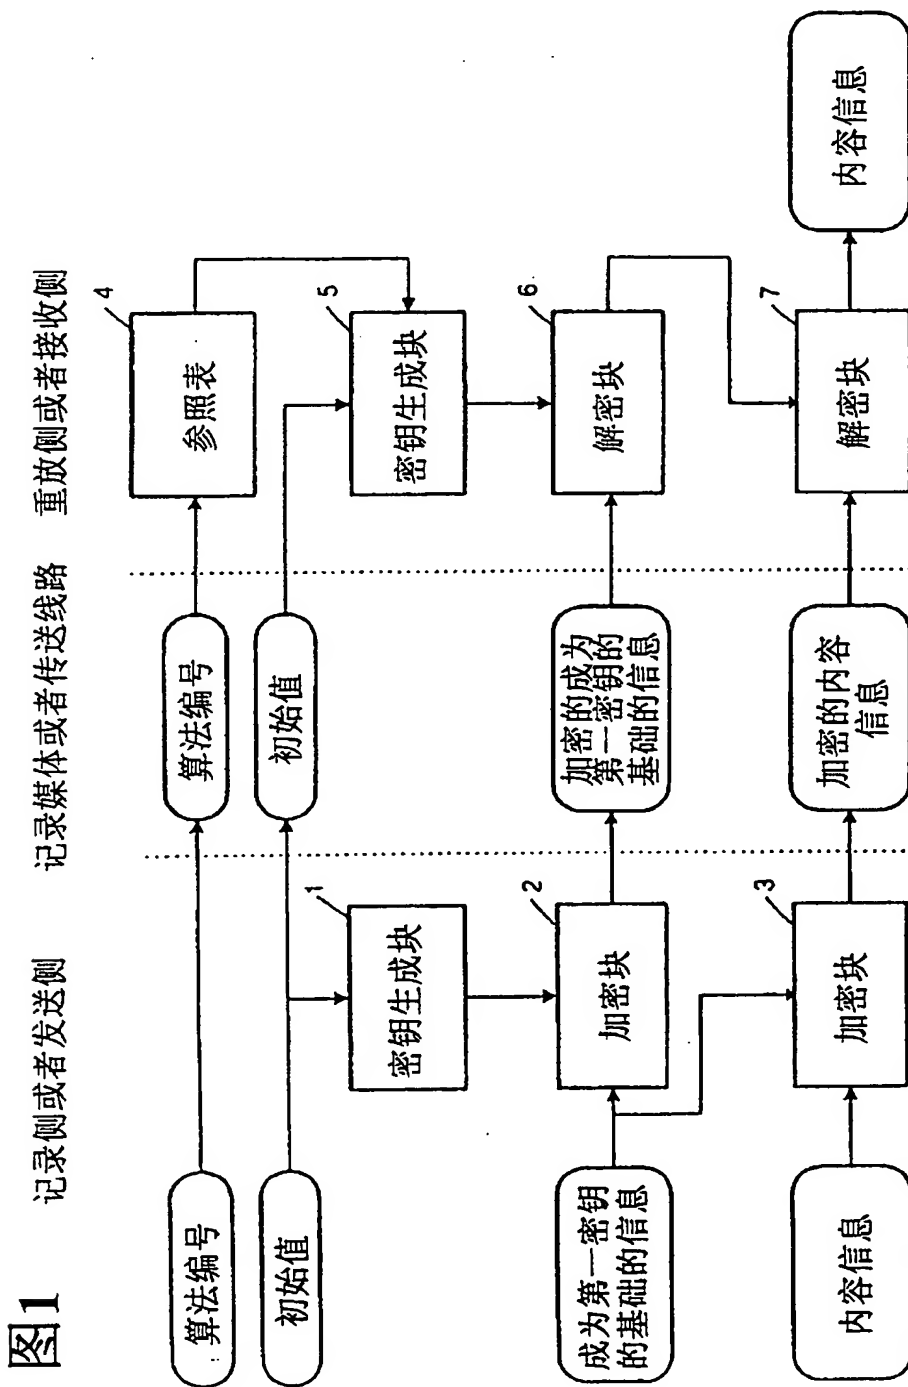 图1
记录侧或者发送侧
记录媒体或者传送线路
重放侧或者接收侧
算法编号
算法编号
参照表
4
初始值
初始值
密钥生成块
1
密钥生成块
5
成为第一密钥
的基础的信息
加密块
2
加密的成为
第一密钥的
基础的信息
解密块
6
内容信息
加密块
3
加密的内容
信息
解密块
7
内容信息